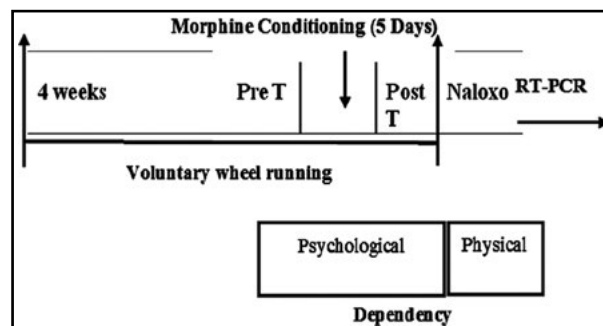 Morphine Conditioning (5 Days)
4 weeks Pre T Post T Naloxo RT-PCR
Voluntary wheel running
Psychological Physical
Dependency